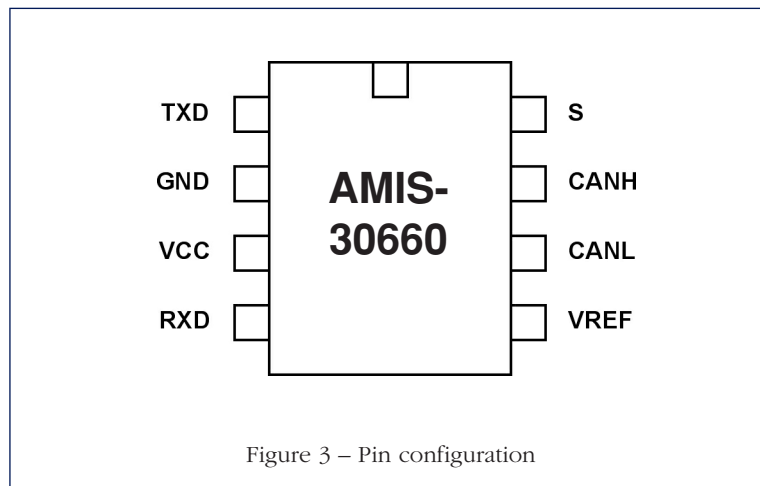 TXD
GND
VCC
RXD
AMIS-
30660
S
CANH
CANL
VREF
Figure 3 – Pin configuration